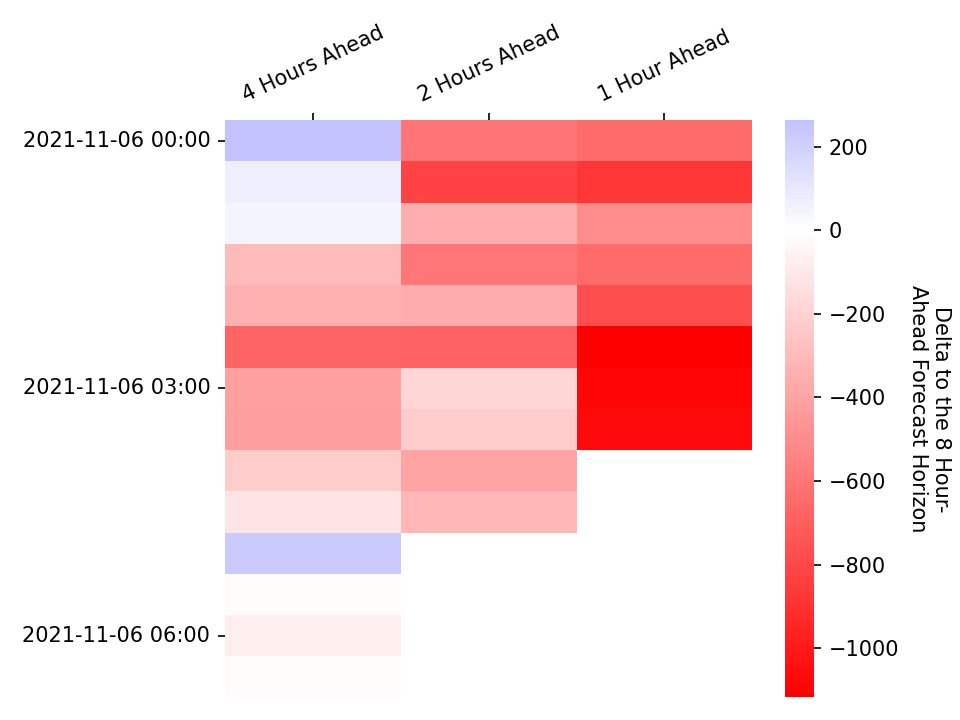 4 Hours Ahead
2 Hours Ahead
1 Hour Ahead
2021-11-06 00:00
2021-11-06 03:00
2021-11-06 06:00
200
0
−200
−400
−600
−800
−1000
Delta to the 8 Hour-
Ahead Forecast Horizon